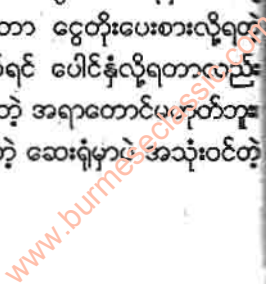 တာ ငွေတိုးပေးစားလို့ရတဲ့
ရင် ပေါင်နှံလို့ရတာလည်း
တဲ့ အရာတောင်မဟုတ်ဘူး
တဲ့ ဆေးရုံမှာပဲ အသုံးဝင်တဲ့
www.burmeseclassic.com